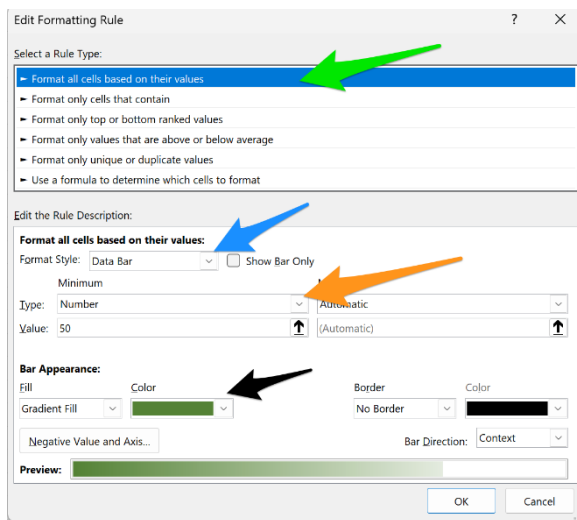 Edit Formatting Rule ? ×
Select a Rule Type:
► Format all cells based on their values
► Format only cells that contain
► Format only top or bottom ranked values
► Format only values that are above or below average
► Format only unique or duplicate values
► Use a formula to determine which cells to format
Edit the Rule Description:
Format all cells based on their values:
Format Style: Data Bar Show Bar Only
Minimum
Type: Number Automatic
Value: 50 (Automatic)
Bar Appearance:
Fill Color Border Color
Gradient Fill No Border
Negative Value and Axis... Bar Direction: Context
Preview:
OK Cancel